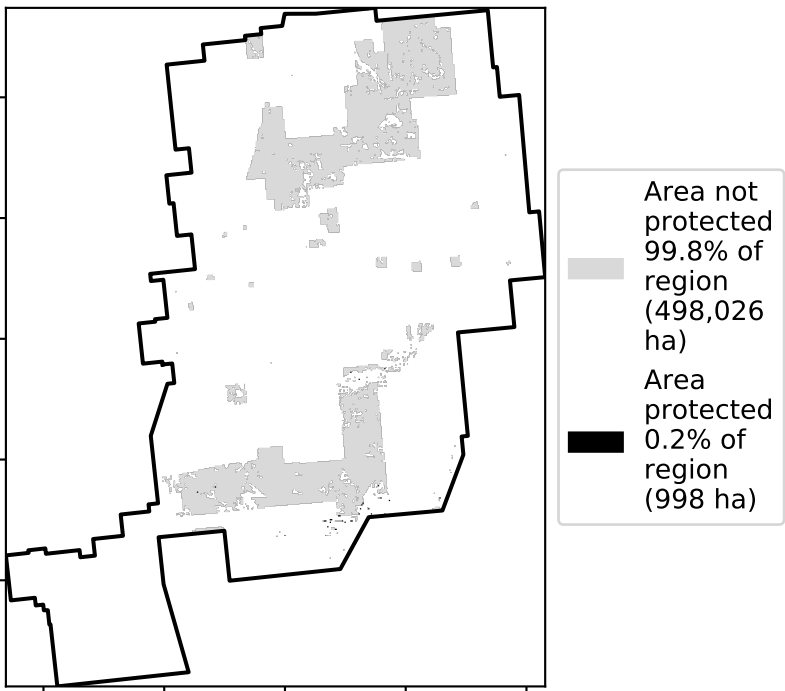 Area not
protected
99.8% of
region
(498,026
ha)
Area
protected
0.2% of
region
(998 ha)